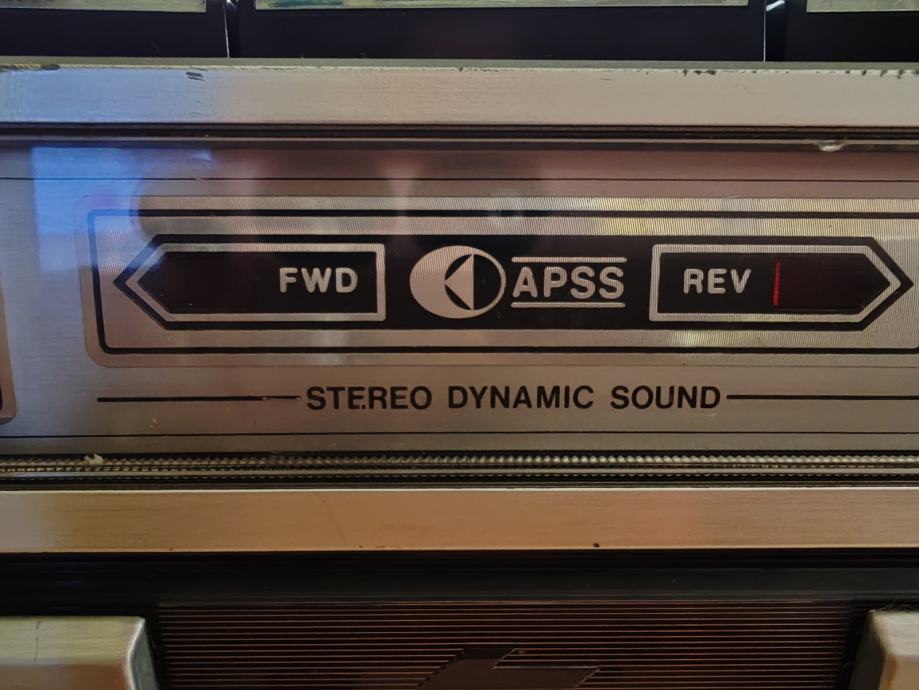 FWD APSS REV
STEREO DYNAMIC SOUND